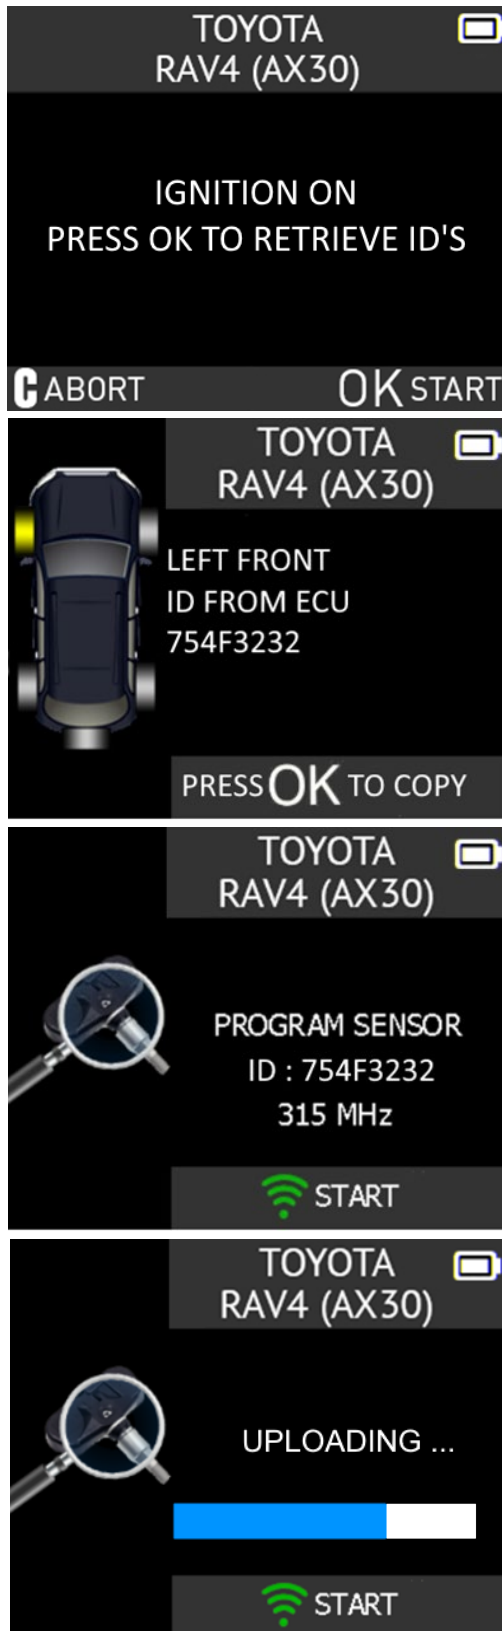 TOYOTA
RAV4 (AX30)
IGNITION ON
PRESS OK TO RETRIEVE ID'S
C ABORT
OK START
TOYOTA
RAV4 (AX30)
LEFT FRONT
ID FROM ECU
754F3232
PRESS OK TO COPY
TOYOTA
RAV4 (AX30)
PROGRAM SENSOR
ID : 754F3232
315 MHz
START
TOYOTA
RAV4 (AX30)
UPLOADING ...
START